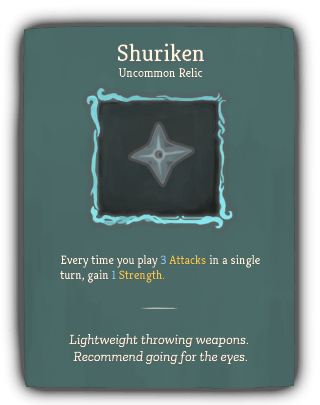 Shuriken
Uncommon Relic
Every time you play 3 Attacks in a single
turn, gain 1 Strength.
Lightweight throwing weapons.
Recommend going for the eyes.